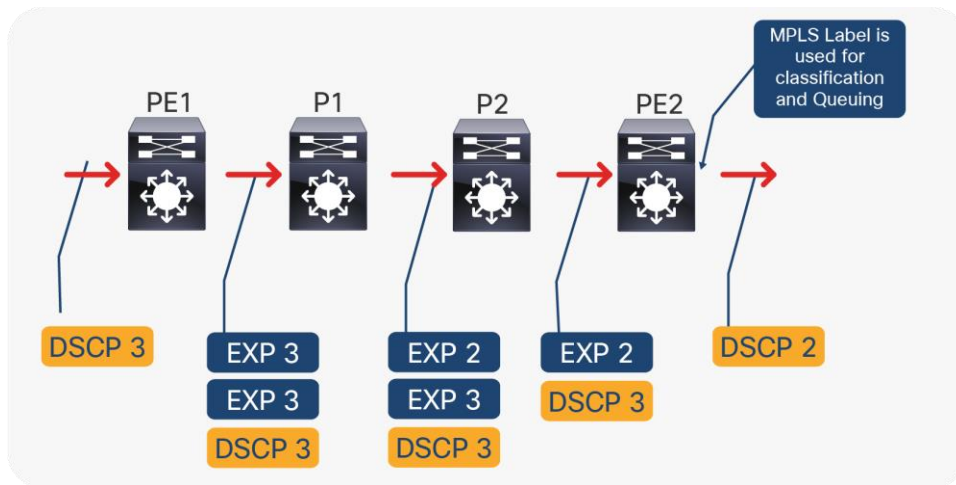 MPLS Label is
used for
classification
and Queuing
PE1
P1
P2
PE2
DSCP 3
EXP 3
EXP 3
DSCP 3
EXP 2
EXP 3
DSCP 3
EXP 2
DSCP 3
DSCP 2